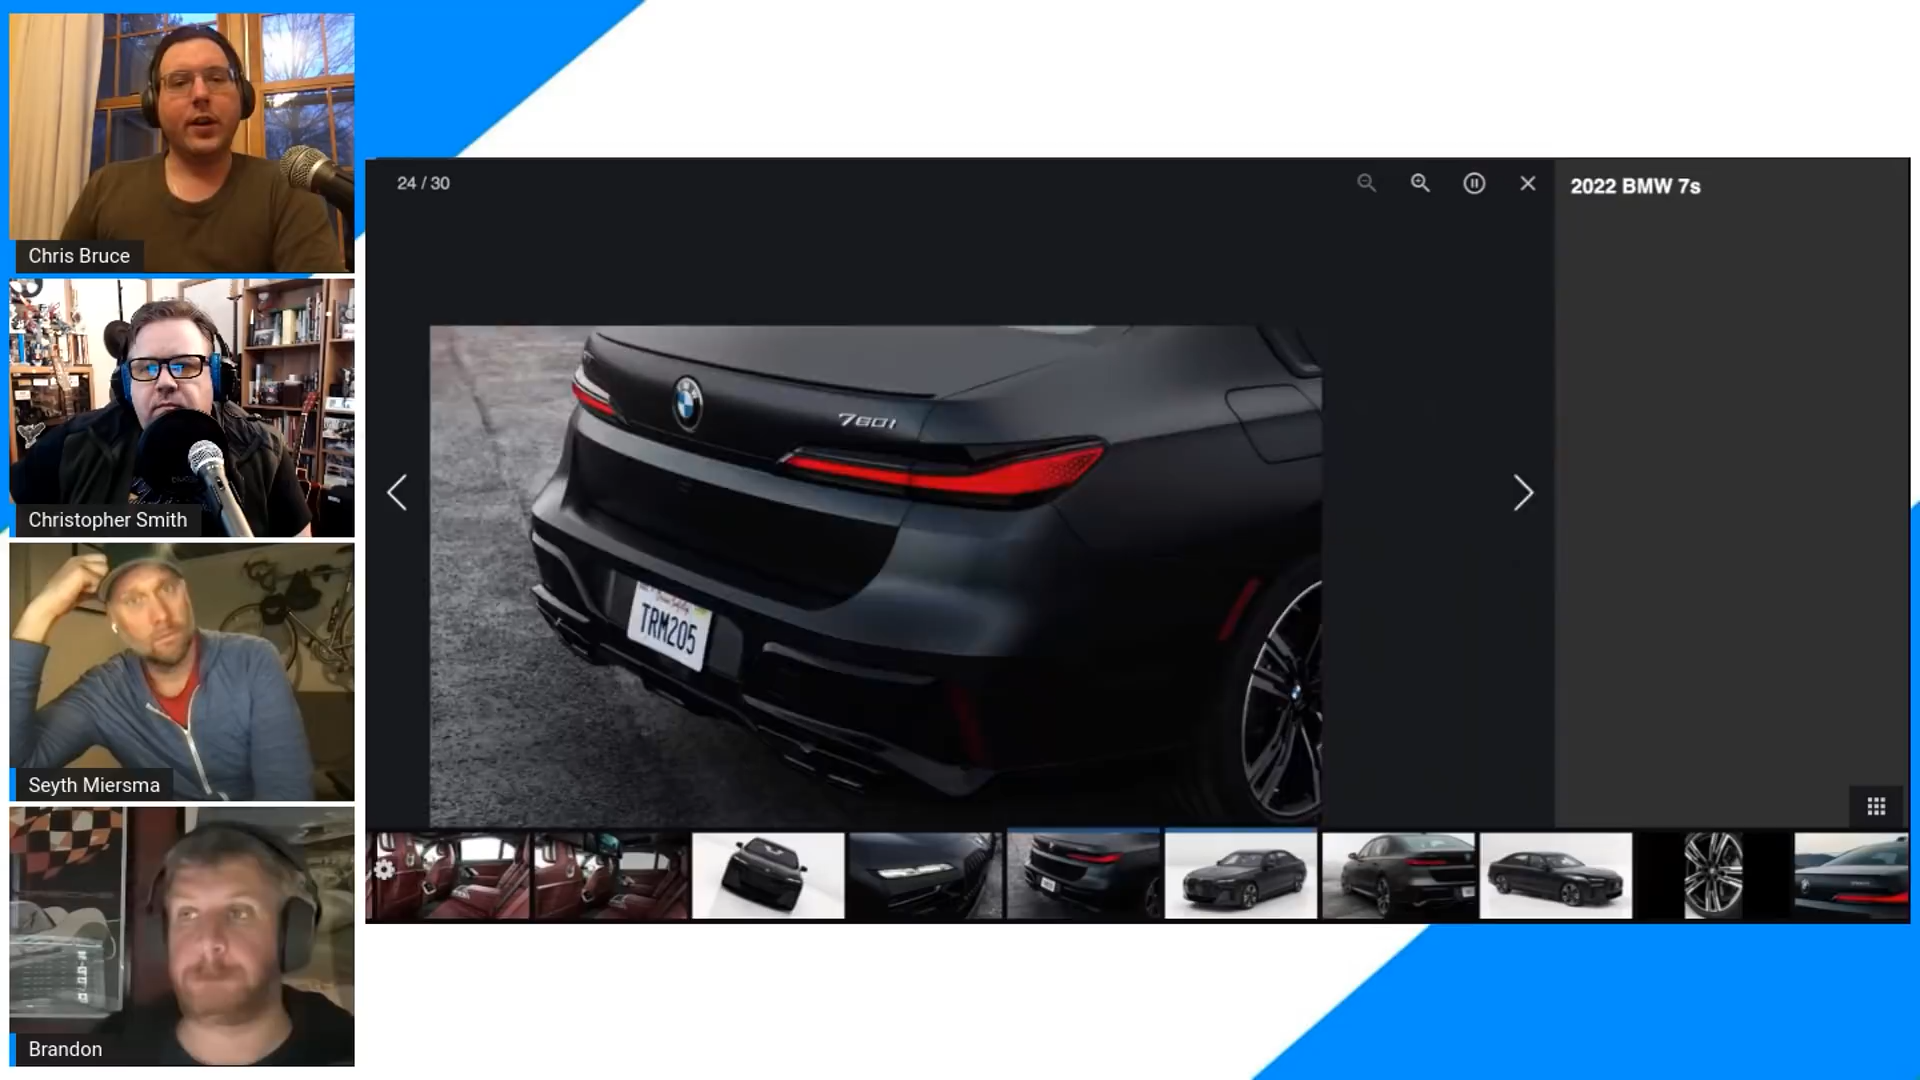 Chris Bruce
Christopher Smith
Seyth Miersma
Brandon
24 / 30
2022 BMW 7s
760i
TRM205